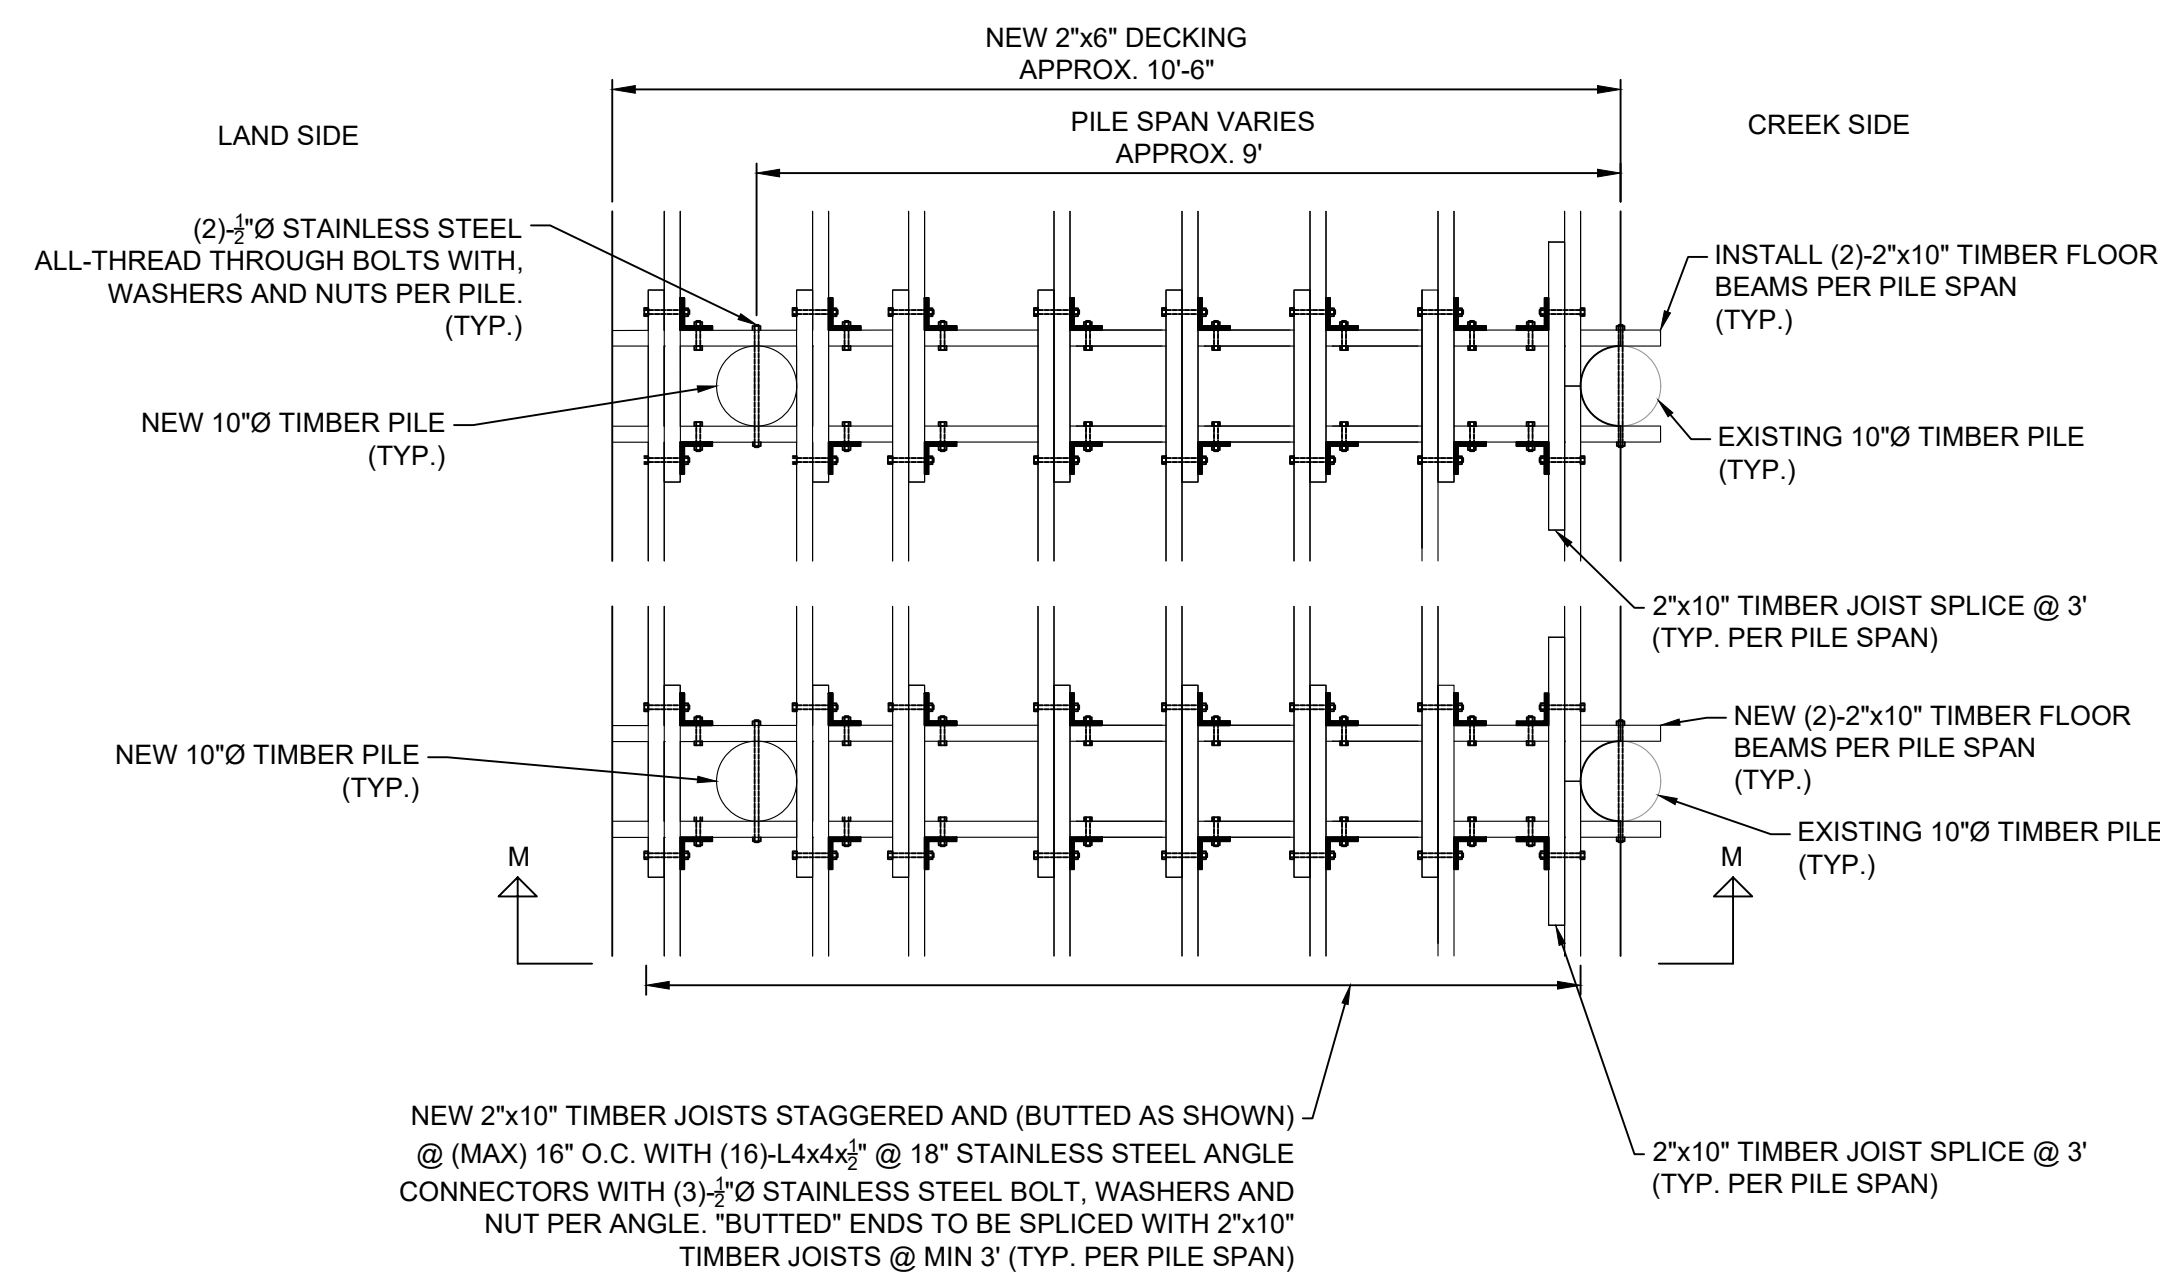 NEW 2"x6" DECKING
APPROX. 10'-6"
LAND SIDE
PILE SPAN VARIES
APPROX. 9'
CREEK SIDE
(2)-½"Ø STAINLESS STEEL
ALL-THREAD THROUGH BOLTS WITH,
WASHERS AND NUTS PER PILE.
(TYP.)
INSTALL (2)-2"x10" TIMBER FLOOR
BEAMS PER PILE SPAN
(TYP.)
NEW 10"Ø TIMBER PILE
(TYP.)
EXISTING 10"Ø TIMBER PILE
(TYP.)
2"x10" TIMBER JOIST SPLICE @ 3'
(TYP. PER PILE SPAN)
NEW 10"Ø TIMBER PILE
(TYP.)
NEW (2)-2"x10" TIMBER FLOOR
BEAMS PER PILE SPAN
(TYP.)
EXISTING 10"Ø TIMBER PILE
(TYP.)
M
M
NEW 2"x10" TIMBER JOISTS STAGGERED AND (BUTTED AS SHOWN)
@ (MAX) 16" O.C. WITH (16)-L4x4x½" @ 18" STAINLESS STEEL ANGLE
CONNECTORS WITH (3)-½"Ø STAINLESS STEEL BOLT, WASHERS AND
NUT PER ANGLE. "BUTTED" ENDS TO BE SPLICED WITH 2"x10"
TIMBER JOISTS @ MIN 3' (TYP. PER PILE SPAN)
2"x10" TIMBER JOIST SPLICE @ 3'
(TYP. PER PILE SPAN)